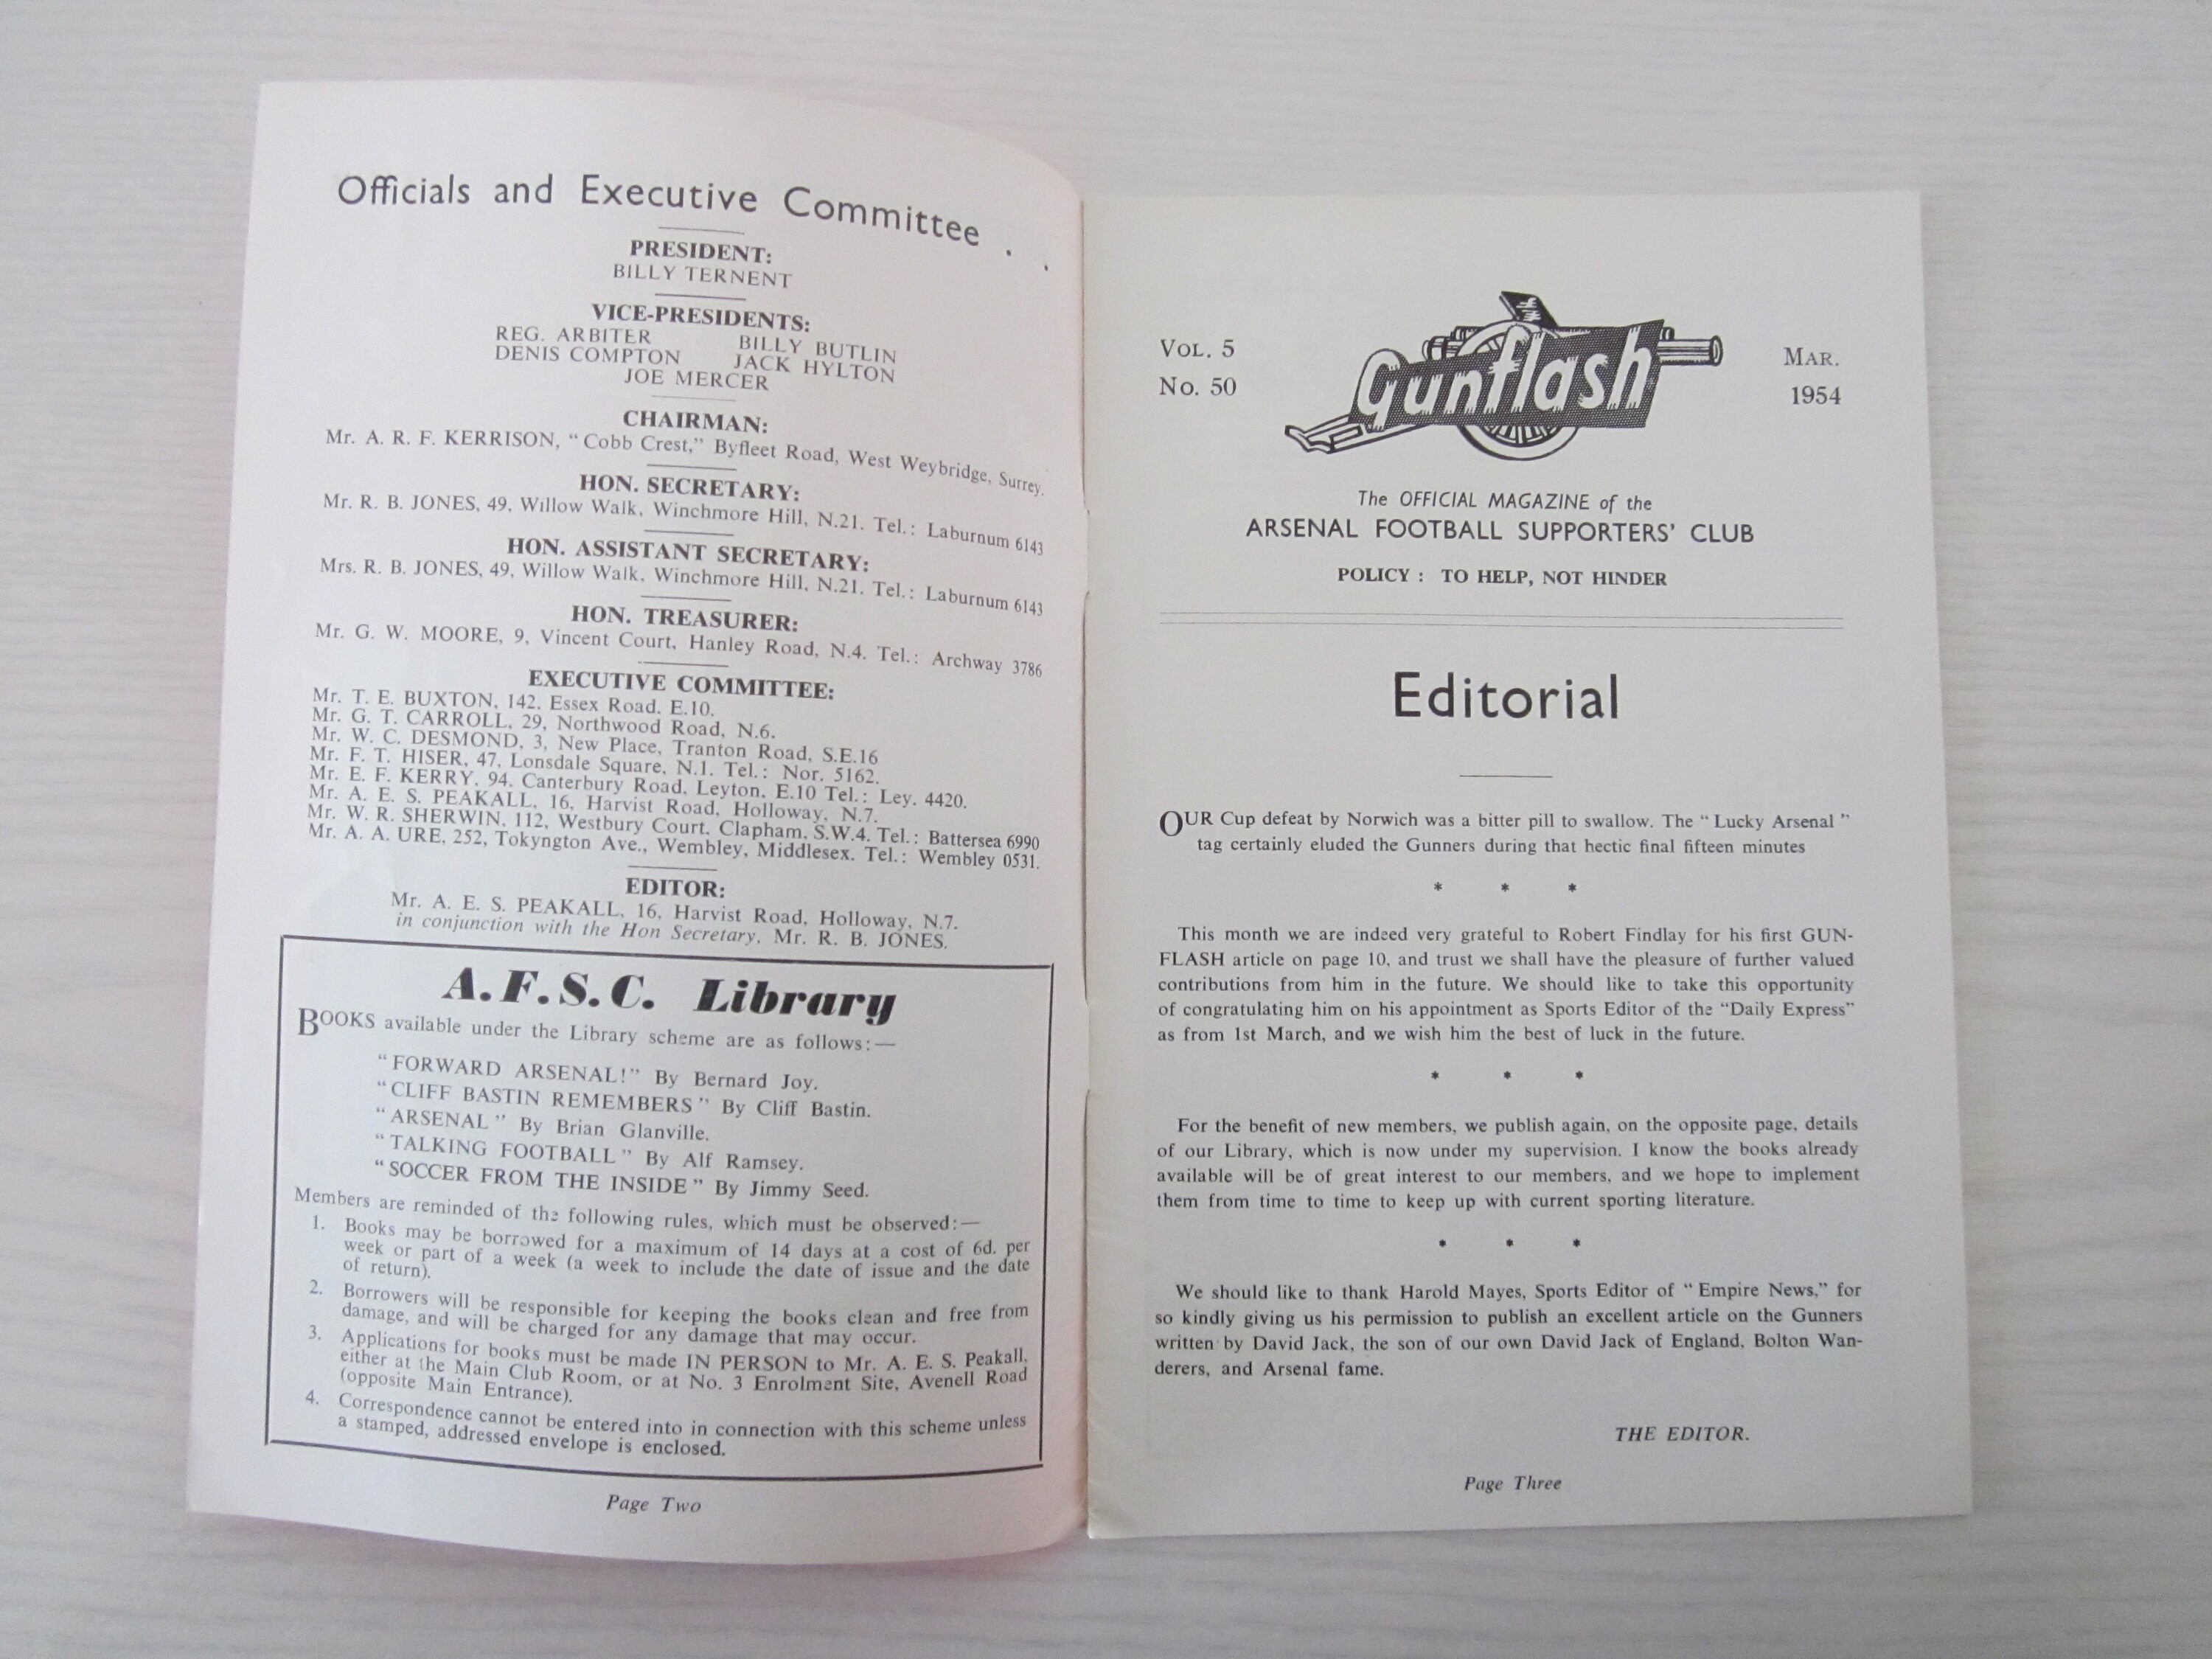 Officials and Executive Committee . .
PRESIDENT:
BILLY TERNENT
VICE-PRESIDENTS:
REG. ARBITER BILLY BUTLIN
DENIS COMPTON JACK HYLTON
JOE MERCER
CHAIRMAN:
Mr. A. R. F. KERRISON, “Cobb Crest,” Byfleet Road, West Weybridge, Surrey.
HON. SECRETARY:
Mr. R. B. JONES, 49, Willow Walk, Winchmore Hill, N.21. Tel.: Laburnum 6143
HON. ASSISTANT SECRETARY:
Mrs. R. B. JONES, 49, Willow Walk, Winchmore Hill, N.21. Tel.: Laburnum 6143
HON. TREASURER:
Mr. G. W. MOORE, 9, Vincent Court, Hanley Road, N.4. Tel.: Archway 3786
EXECUTIVE COMMITTEE:
Mr. T. E. BUXTON, 142, Essex Road, E.10.
Mr. G. T. CARROLL, 29, Northwood Road, N.6.
Mr. W. C. DESMOND, 3, New Place, Tranton Road, S.E.16
Mr. F. T. HISER, 47, Lonsdale Square, N.1. Tel.: Nor. 5162.
Mr. E. F. KERRY, 94, Canterbury Road, Leyton, E.10 Tel.: Ley. 4420.
Mr. A. E. S. PEAKALL, 16, Harvist Road, Holloway, N.7.
Mr. W. R. SHERWIN, 112, Westbury Court, Clapham, S.W.4. Tel.: Battersea 6990
Mr. A. A. URE, 252, Tokyngton Ave., Wembley, Middlesex. Tel.: Wembley 0531.
EDITOR:
Mr. A. E. S. PEAKALL, 16, Harvist Road, Holloway, N.7.
in conjunction with the Hon Secretary, Mr. R. B. JONES.
A.F.S.C. Library
BOOKS available under the Library scheme are as follows:—
“FORWARD ARSENAL!” By Bernard Joy.
“CLIFF BASTIN REMEMBERS” By Cliff Bastin.
“ARSENAL” By Brian Glanville.
“TALKING FOOTBALL” By Alf Ramsey.
“SOCCER FROM THE INSIDE” By Jimmy Seed.
Members are reminded of the following rules, which must be observed:—
1. Books may be borrowed for a maximum of 14 days at a cost of 6d. per
week or part of a week (a week to include the date of issue and the date
of return).
2. Borrowers will be responsible for keeping the books clean and free from
damage, and will be charged for any damage that may occur.
3. Applications for books must be made IN PERSON to Mr. A. E. S. Peakall,
either at the Main Club Room, or at No. 3 Enrolment Site, Avenell Road
(opposite Main Entrance).
4. Correspondence cannot be entered into in connection with this scheme unless
a stamped, addressed envelope is enclosed.
Page Two
VOL. 5
No. 50
Gunflash
MAR.
1954
The OFFICIAL MAGAZINE of the
ARSENAL FOOTBALL SUPPORTERS' CLUB
POLICY : TO HELP, NOT HINDER
Editorial
OUR Cup defeat by Norwich was a bitter pill to swallow. The “Lucky Arsenal”
tag certainly eluded the Gunners during that hectic final fifteen minutes
* * *
This month we are indeed very grateful to Robert Findlay for his first GUN-
FLASH article on page 10, and trust we shall have the pleasure of further valued
contributions from him in the future. We should like to take this opportunity
of congratulating him on his appointment as Sports Editor of the “Daily Express”
as from 1st March, and we wish him the best of luck in the future.
* * *
For the benefit of new members, we publish again, on the opposite page, details
of our Library, which is now under my supervision. I know the books already
available will be of great interest to our members, and we hope to implement
them from time to time to keep up with current sporting literature.
* * *
We should like to thank Harold Mayes, Sports Editor of “Empire News,” for
so kindly giving us his permission to publish an excellent article on the Gunners
written by David Jack, the son of our own David Jack of England, Bolton Wan-
derers, and Arsenal fame.
THE EDITOR.
Page Three